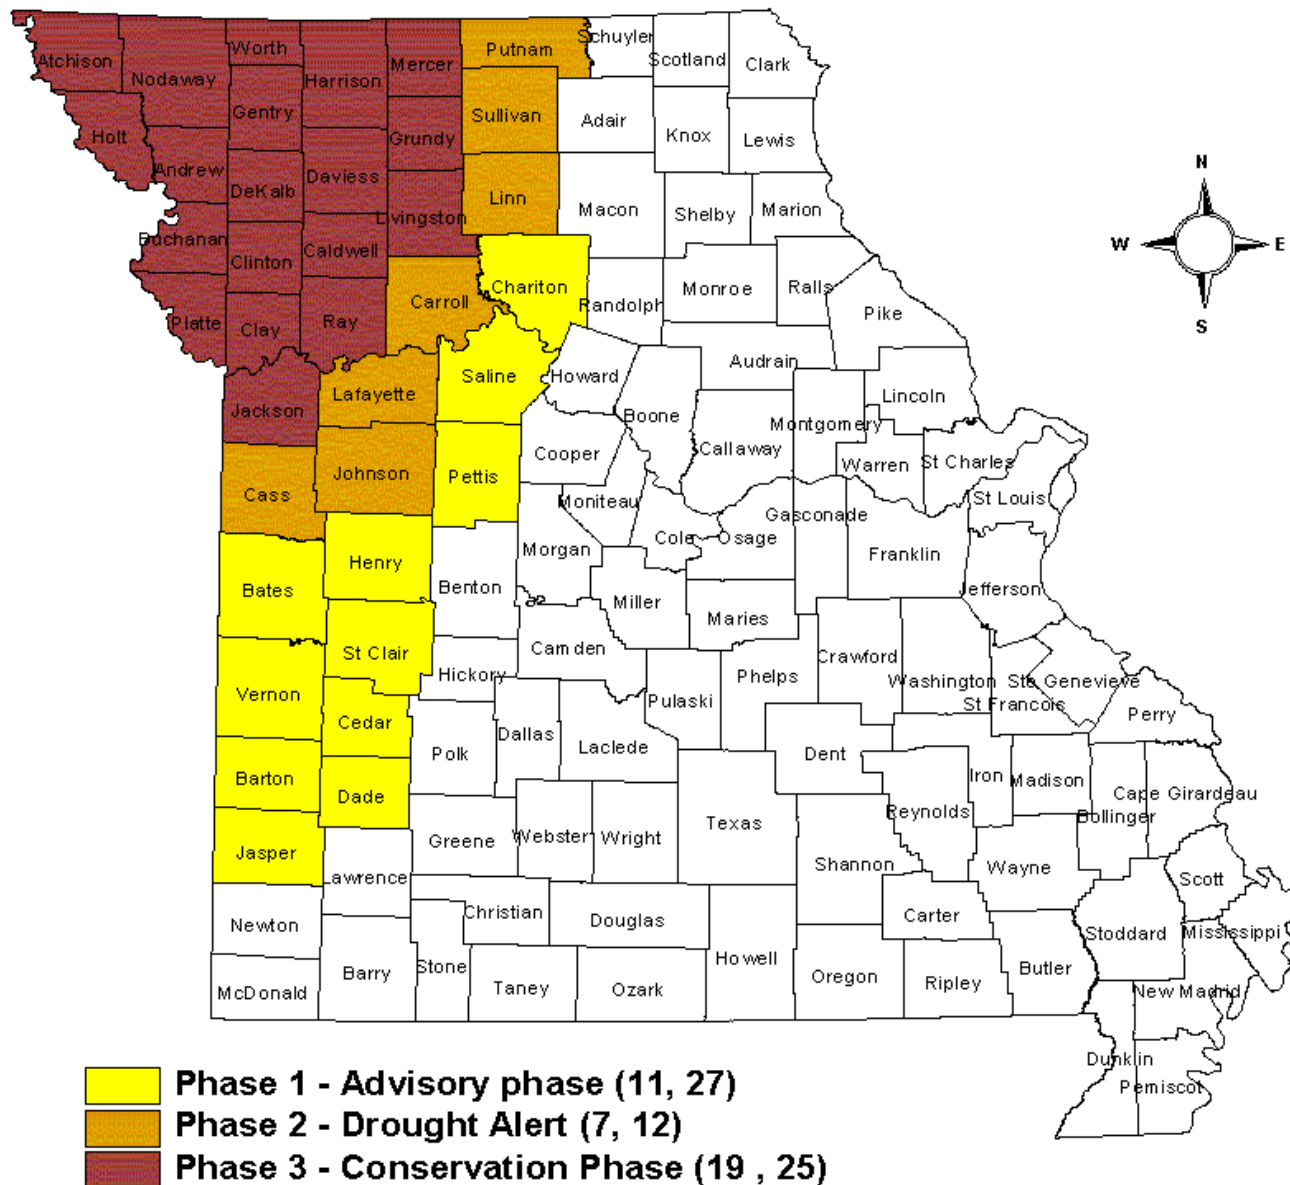 Schuyler
Putnam
Worth
Atchison
Nodaway
Harrison
Mercer
Scotland
Clark
Gentry
Sullivan
Adair
Holt
Grundy
Knox
Lewis
Andrew
DeKalb
Daviess
Linn
Macon
Shelby
Marion
Livingston
Buchanan
Clinton
Caldwell
N
W
E
S
Chariton
Randolph
Monroe
Ralls
Carroll
Pike
Platte
Clay
Ray
Audrain
Saline
Howard
Lafayette
Lincoln
Jackson
Boone
Montgomery
Callaway
Cooper
Warren
St Charles
Johnson
Pettis
Cass
Moniteau
St Louis
Gasconade
Cole
Osage
Morgan
Franklin
Henry
Bates
Benton
Miller
Jefferson
Maries
St Clair
Camden
Crawford
Hickory
Phelps
Washington
Ste Genevieve
Vernon
Pulaski
St Francois
Perry
Cedar
Dallas
Polk
Laclede
Dent
Barton
Iron
Madison
Dade
Cape Girardeau
Reynolds
Bollinger
Texas
Greene
Webster
Wright
Jasper
Shannon
Wayne
Lawrence
Scott
Newton
Christian
Douglas
Carter
Stoddard
Mississippi
Howell
Barry
Stone
Butler
Oregon
Ripley
McDonald
Taney
Ozark
New Madrid
Dunklin
Pemiscot
Phase 1 - Advisory phase (11, 27)
Phase 2 - Drought Alert (7, 12)
Phase 3 - Conservation Phase (19 , 25)